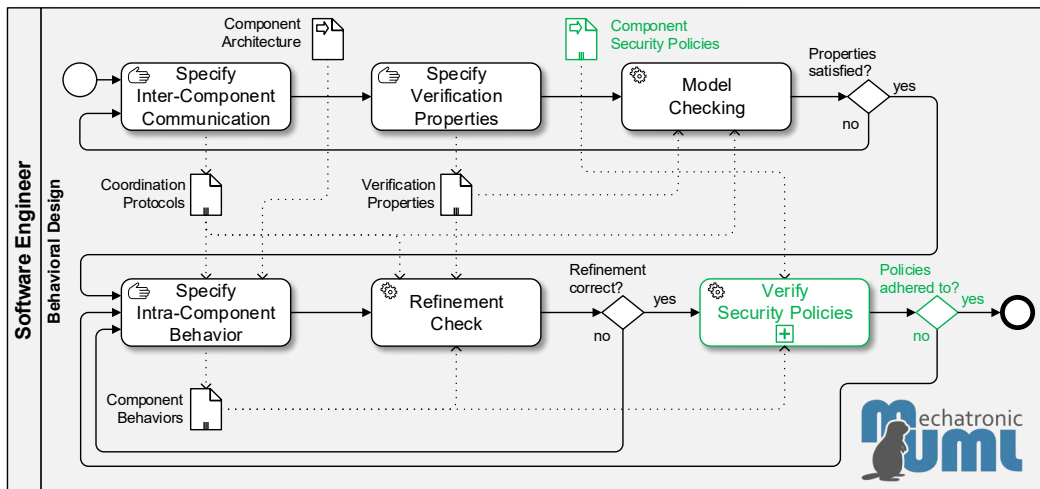 Software Engineer
Behavioral Design
Component
Architecture
Component
Security Policies
Properties
satisfied?
Specify
Inter-Component
Communication
Specify
Verification
Properties
Model
Checking
yes
no
Coordination
Protocols
Verification
Properties
Specify
Intra-Component
Behavior
Refinement
Check
Refinement
correct?
yes
no
Verify
Security Policies
Policies
adhered to?
yes
no
Component
Behaviors
Mechatronic
UML